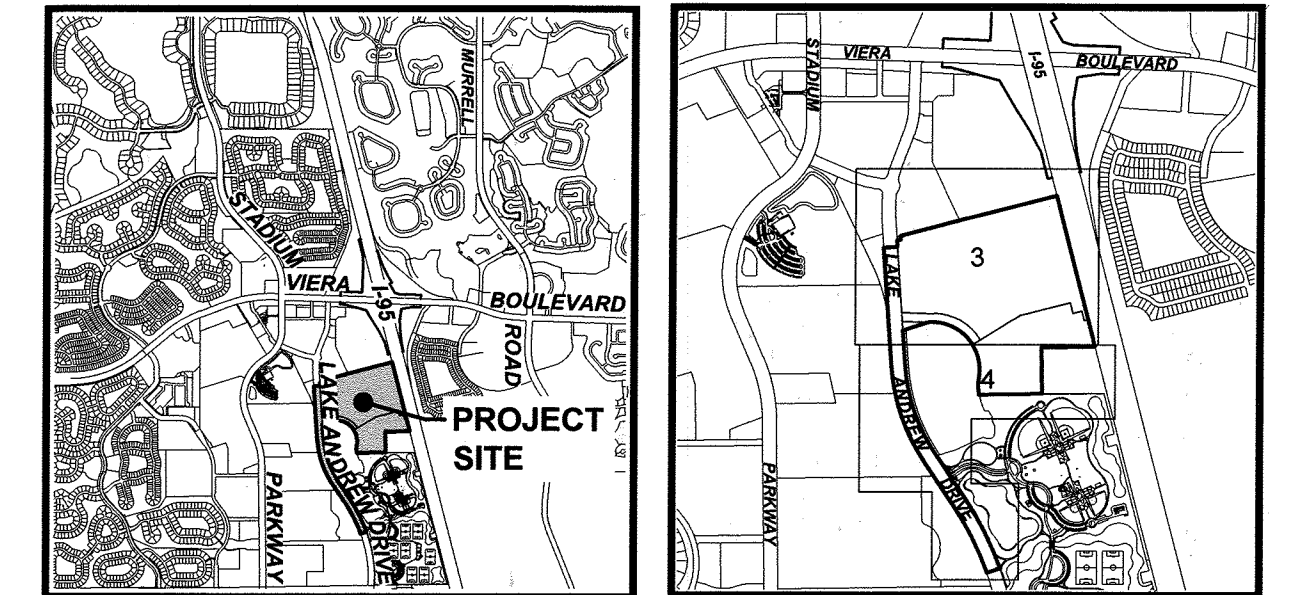 MURRELL
STADIUM
VIERA
I-95
BOULEVARD
ROAD
LAKE ANDREW DRIVE
PROJECT
SITE
PARKWAY
STADIUM
VIERA
I-95
BOULEVARD
3
LAKE
4
ANDREW
DRIVE
PARKWAY